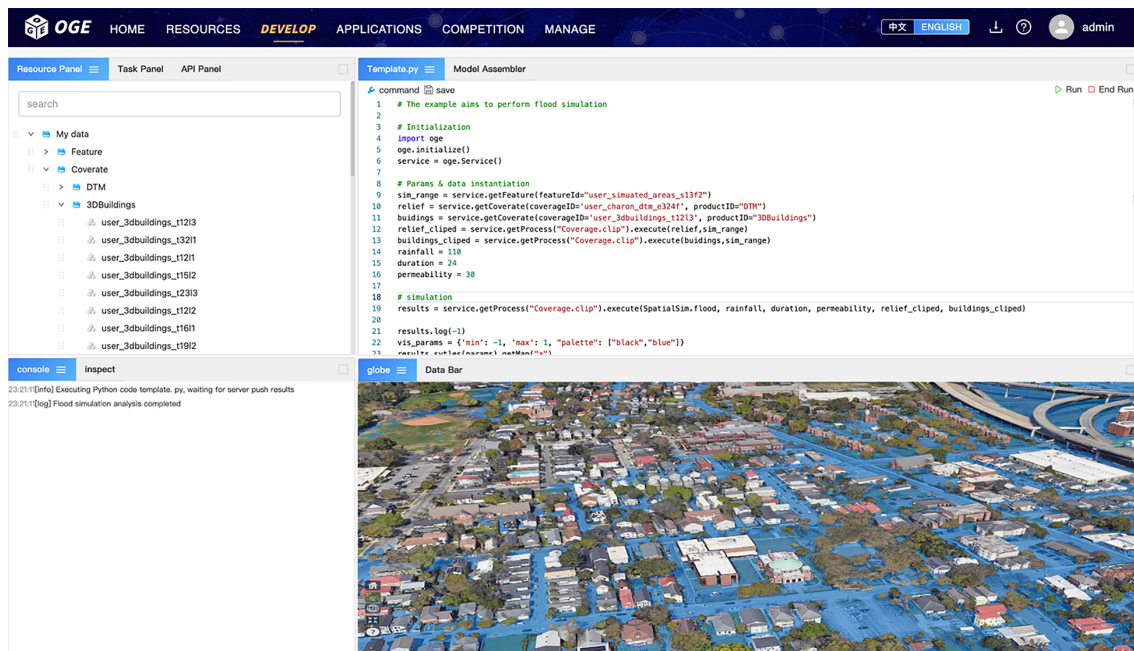 OGE HOME RESOURCES DEVELOP APPLICATIONS COMPETITION MANAGE 中文 ENGLISH admin
Resource Panel Task Panel API Panel
search
My data
Feature
Coverate
DTM
3DBuildings
user_3dbuildings_t12l3
user_3dbuildings_t32l1
user_3dbuildings_t12l1
user_3dbuildings_t15l2
user_3dbuildings_t23l3
user_3dbuildings_t12l2
user_3dbuildings_t16l1
user_3dbuildings_t19l2
Template.py Model Assembler
command save Run End Run
1 # The example aims to perform flood simulation
2
3 # Initialization
4 import oge
5 oge.initialize()
6 service = oge.Service()
7
8 # Params & data instantiation
9 sim_range = service.getFeature(featureId="user_simuated_areas_s13f2")
10 relief = service.getCoverate(coverageID='user_charon_dtm_e324f', productID="DTM")
11 buidings = service.getCoverate(coverageID='user_3dbuildings_t12l3', productID="3DBuildings")
12 relief_cliped = service.getProcess("Coverage.clip").execute(relief,sim_range)
13 buildings_cliped = service.getProcess("Coverage.clip").execute(buidings,sim_range)
14 rainfall = 110
15 duration = 24
16 permeability = 30
17
18 # simulation
19 results = service.getProcess("Coverage.clip").execute(SpatialSim.flood, rainfall, duration, permeability, relief_cliped, buildings_cliped)
20
21 results.log(-1)
22 vis_params = {'min': -1, 'max': 1, "palette": ["black","blue"]}
23 results.sytles(params).getMap("a")
console inspect
23:21:11[info] Executing Python code template. py, waiting for server push results
23:21:11[log] Flood simulation analysis completed
globe Data Bar